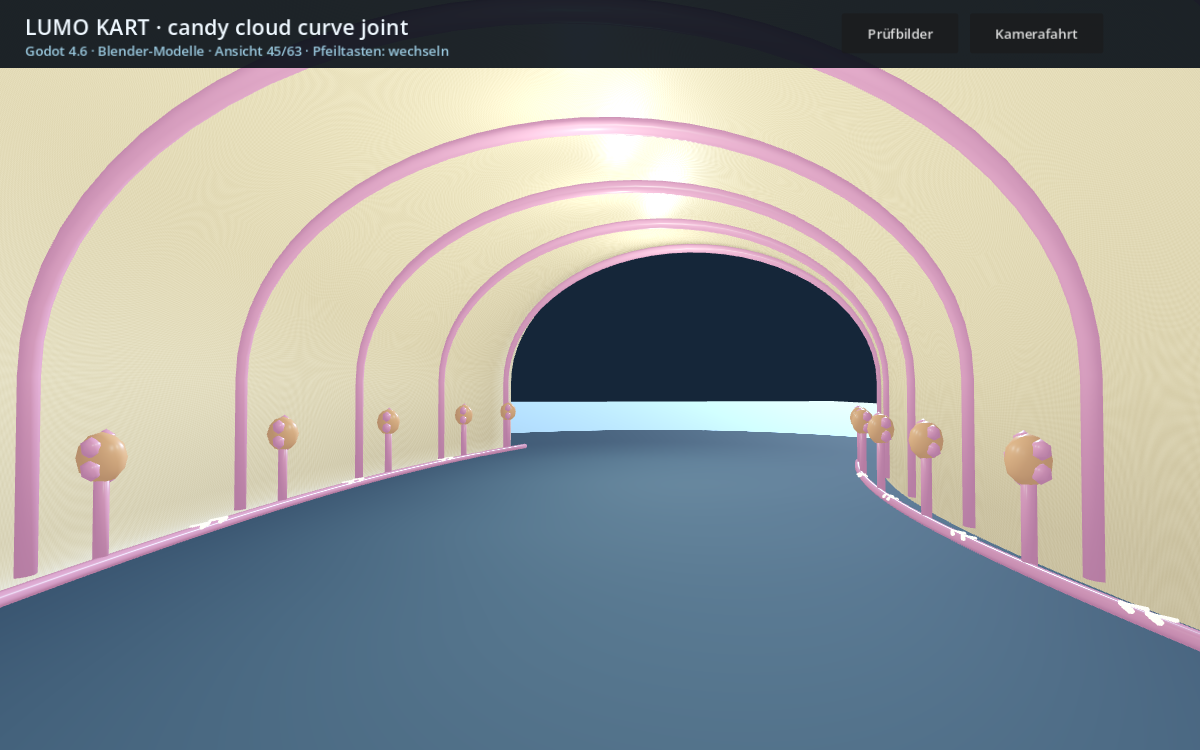 LUMO KART · candy cloud curve joint
Godot 4.6 · Blender-Modelle · Ansicht 45/63 · Pfeiltasten: wechseln
Prüfbilder
Kamerafahrt